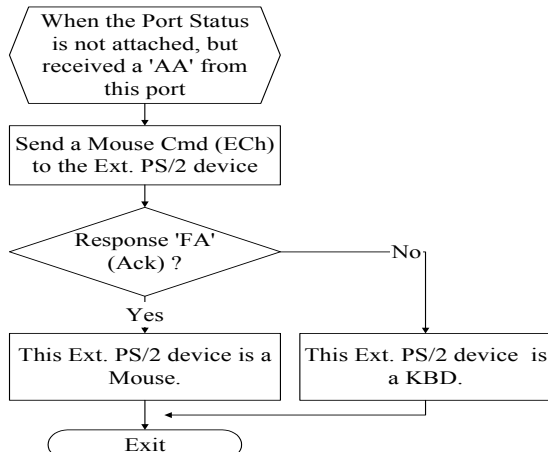 When the Port Status
is not attached, but
received a 'AA' from
this port
Send a Mouse Cmd (ECh)
to the Ext. PS/2 device
Response 'FA'
(Ack) ?
No
Yes
This Ext. PS/2 device is a
Mouse.
This Ext. PS/2 device is
a KBD.
Exit